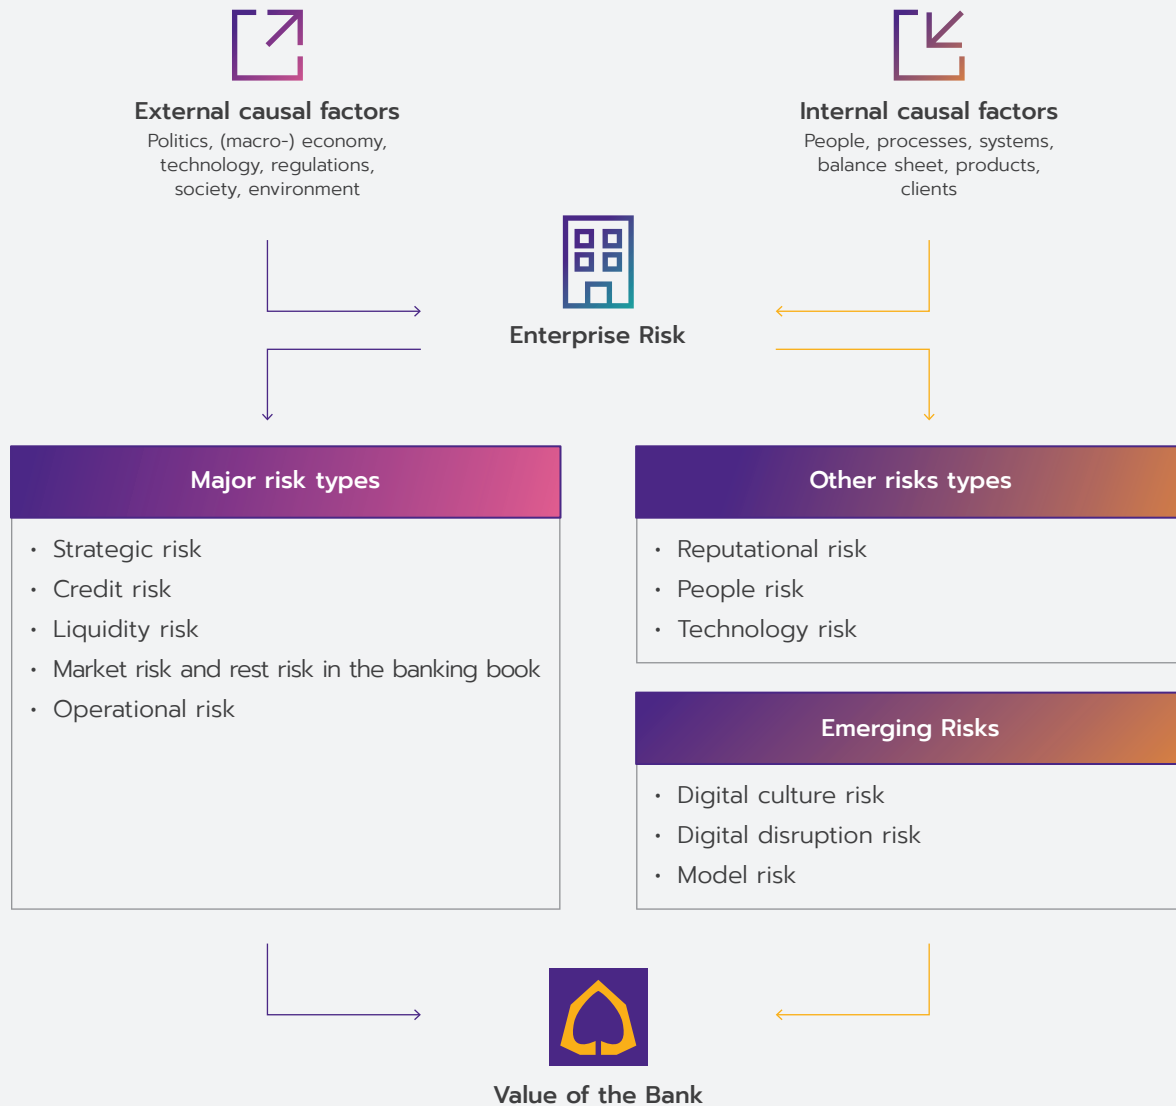 External causal factors
Politics, (macro-) economy,
technology, regulations,
society, environment
Internal causal factors
People, processes, systems,
balance sheet, products,
clients
Enterprise Risk
Major risk types
• Strategic risk
• Credit risk
• Liquidity risk
• Market risk and rest risk in the banking book
• Operational risk
Other risks types
• Reputational risk
• People risk
• Technology risk
Emerging Risks
• Digital culture risk
• Digital disruption risk
• Model risk
Value of the Bank